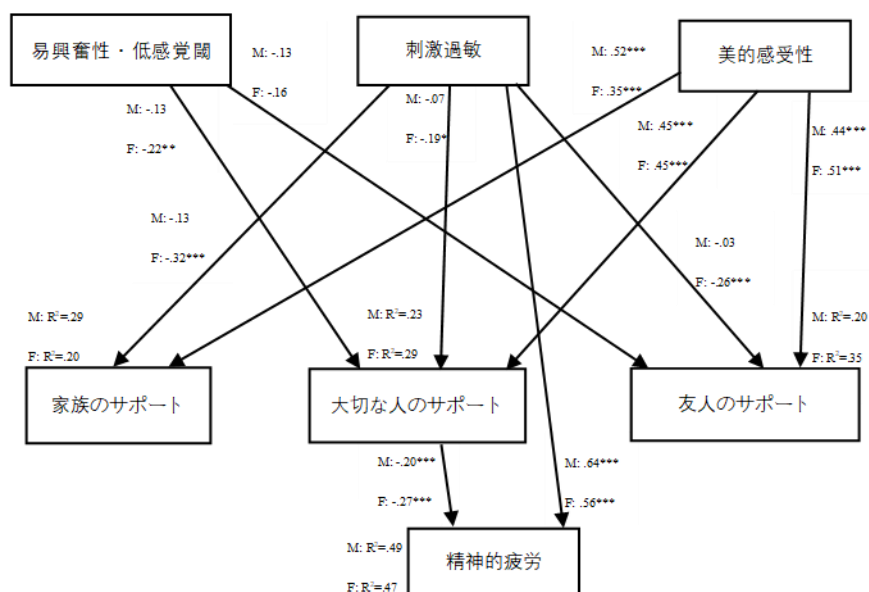 易興奮性・低感覚閾
刺激過敏
美的感受性
M: -.13
F: -.16
M: .52***
F: .35***
M: -.13
F: -.22**
M: -.07
F: -.19*
M: .45***
F: .45***
M: .44***
F: .51***
M: -.13
F: -.32***
M: -.03
F: -.26***
M: R²=.29
F: R²=.20
M: R²=.23
F: R²=.29
M: R²=.20
F: R²=.35
家族のサポート
大切な人のサポート
友人のサポート
M: -.20***
F: -.27***
M: .64***
F: .56***
M: R²=.49
F: R²=.47
精神的疲労